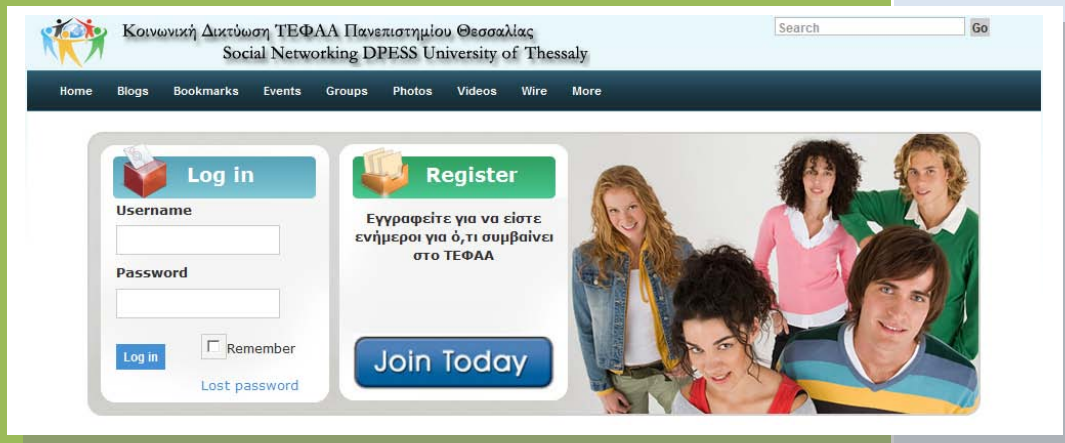 Κοινωνική Δικτύωση ΤΕΦΑΑ Πανεπιστημίου Θεσσαλίας
Social Networking DPESS University of Thessaly
Search
Go
Home Blogs Bookmarks Events Groups Photos Videos Wire More
Log in
Username
Password
Log in
Remember
Lost password
Register
Εγγραφείτε για να είστε
ενήμεροι για ό,τι συμβαίνει
στο ΤΕΦΑΑ
Join Today